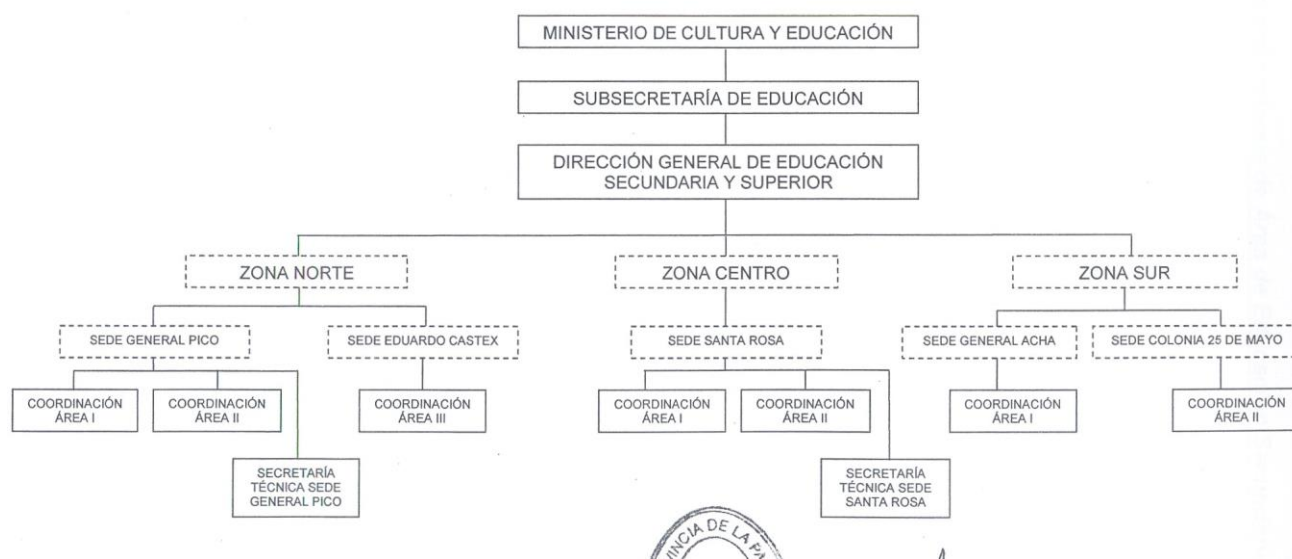 MINISTERIO DE CULTURA Y EDUCACIÓN
SUBSECRETARÍA DE EDUCACIÓN
DIRECCIÓN GENERAL DE EDUCACIÓN
SECUNDARIA Y SUPERIOR
ZONA NORTE
ZONA CENTRO
ZONA SUR
SEDE GENERAL PICO
SEDE EDUARDO CASTEX
SEDE SANTA ROSA
SEDE GENERAL ACHA
SEDE COLONIA 25 DE MAYO
COORDINACIÓN
ÁREA I
COORDINACIÓN
ÁREA II
COORDINACIÓN
ÁREA III
COORDINACIÓN
ÁREA I
COORDINACIÓN
ÁREA II
COORDINACIÓN
ÁREA I
COORDINACIÓN
ÁREA II
SECRETARÍA
TÉCNICA SEDE
GENERAL PICO
SECRETARÍA
TÉCNICA SEDE
SANTA ROSA
DE LA